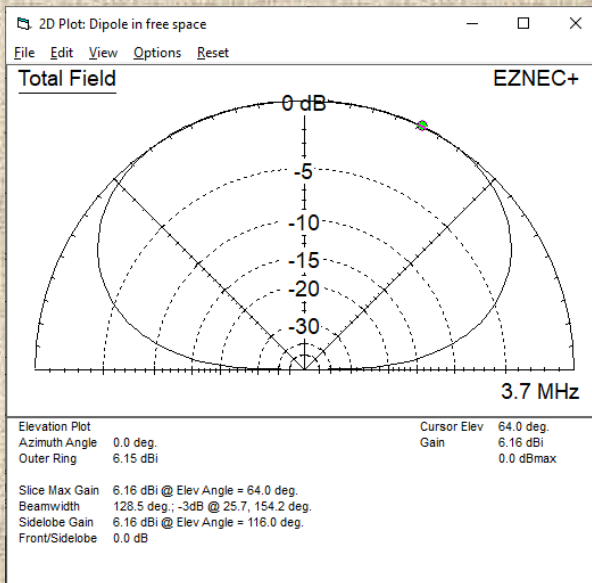 2D Plot: Dipole in free space
File Edit View Options Reset
Total Field
EZNEC+
0 dB
-5
-10
-15
-20
-30
3.7 MHz
Elevation Plot
Azimuth Angle 0.0 deg.
Outer Ring 6.15 dBi
Cursor Elev 64.0 deg.
Gain 6.16 dBi
0.0 dBmax
Slice Max Gain 6.16 dBi @ Elev Angle = 64.0 deg.
Beamwidth 128.5 deg.; -3dB @ 25.7, 154.2 deg.
Sidelobe Gain 6.16 dBi @ Elev Angle = 116.0 deg.
Front/Sidelobe 0.0 dB